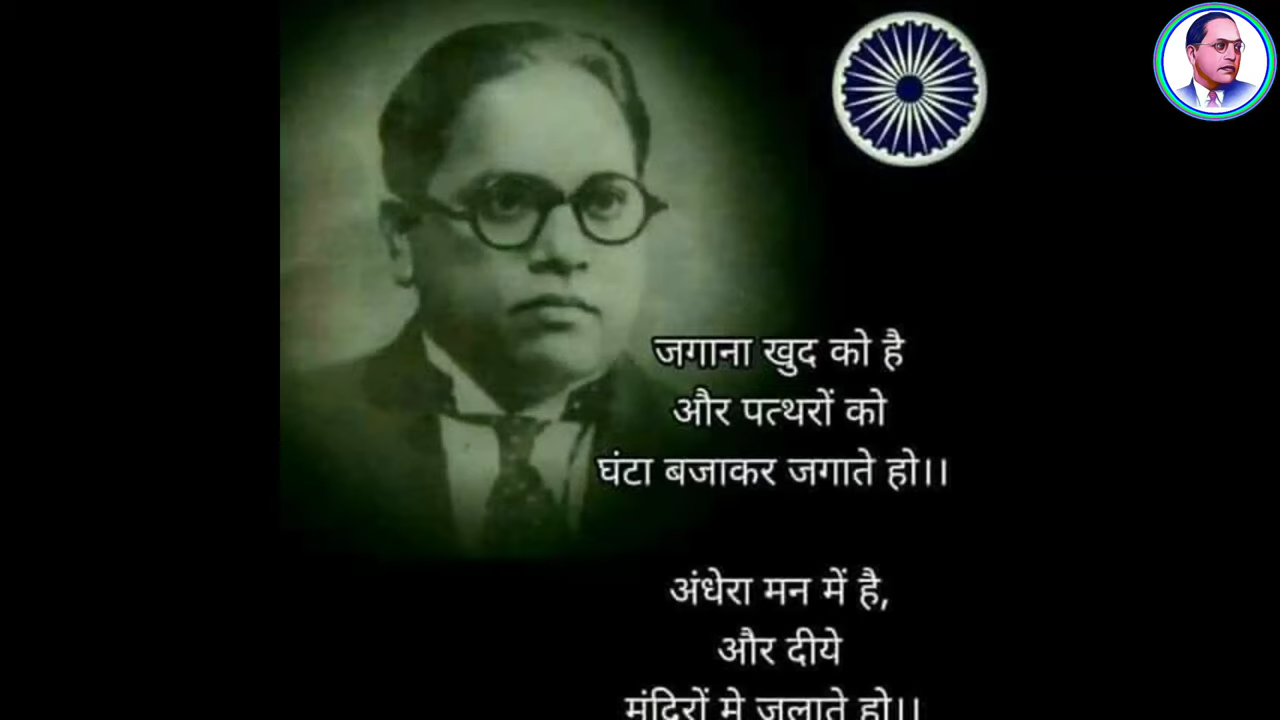 जगाना खुद को है
और पत्थरों को
घंटा बजाकर जगाते हो।।
अंधेरा मन में है,
और दीये
मंदिरों मे जलाते हो।।